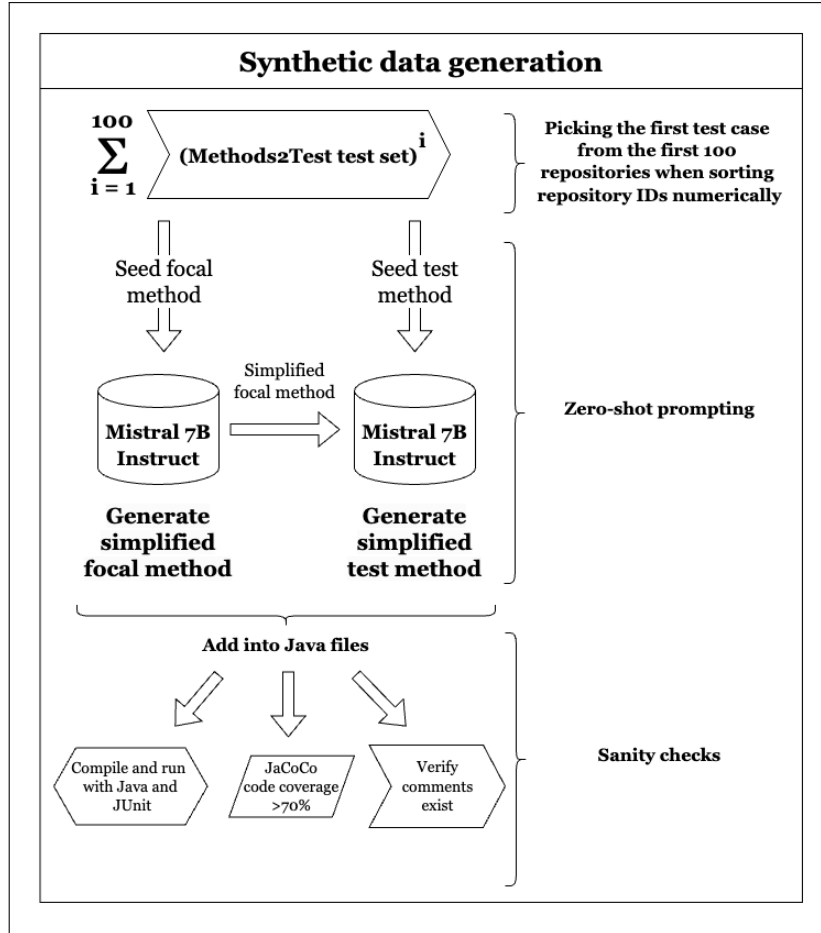 Synthetic data generation
100
Σ
i = 1
(Methods2Test test set)^i
Picking the first test case
from the first 100
repositories when sorting
repository IDs numerically
Seed focal
method
Seed test
method
Simplified
focal method
Mistral 7B
Instruct
Mistral 7B
Instruct
Zero-shot prompting
Generate
simplified
focal method
Generate
simplified
test method
Add into Java files
Compile and run
with Java and
JUnit
JaCoCo
code coverage
>70%
Verify
comments
exist
Sanity checks